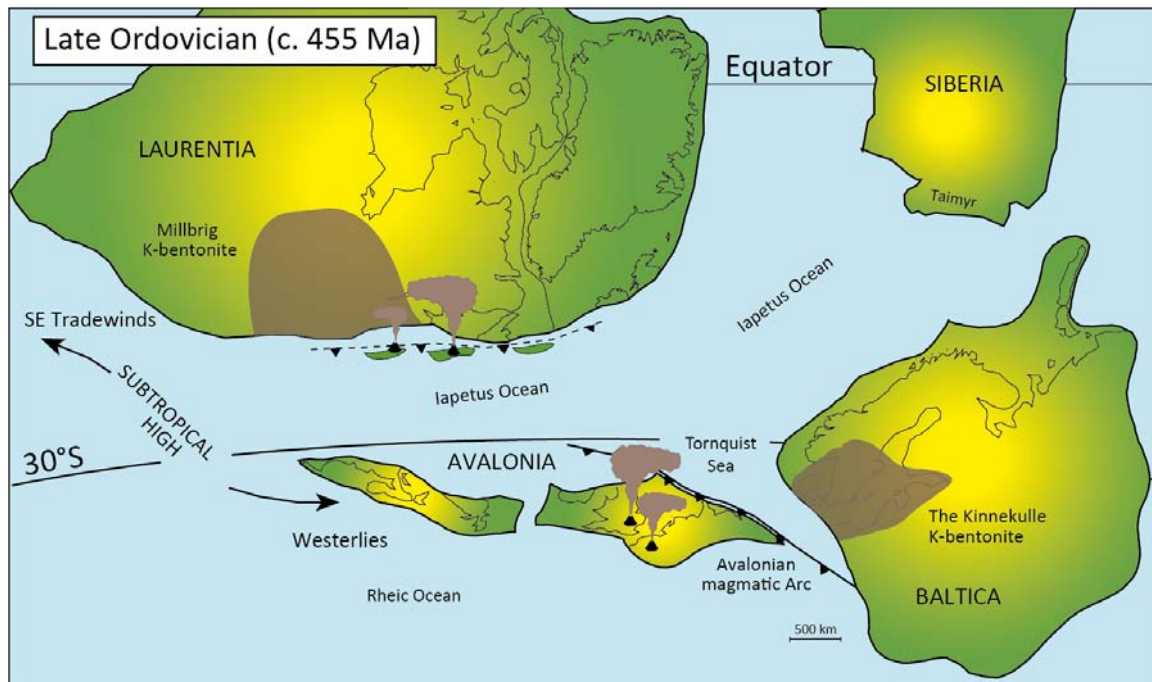 Late Ordovician (c. 455 Ma)
Equator
SIBERIA
LAURENTIA
Taimyr
Millbrig
K-bentonite
Iapetus Ocean
SE Tradewinds
SUBTROPICAL
HIGH
Iapetus Ocean
30°S
AVALONIA
Tornquist
Sea
The Kinnekulle
K-bentonite
Westerlies
Avalonian
magmatic Arc
Rheic Ocean
BALTICA
500 km